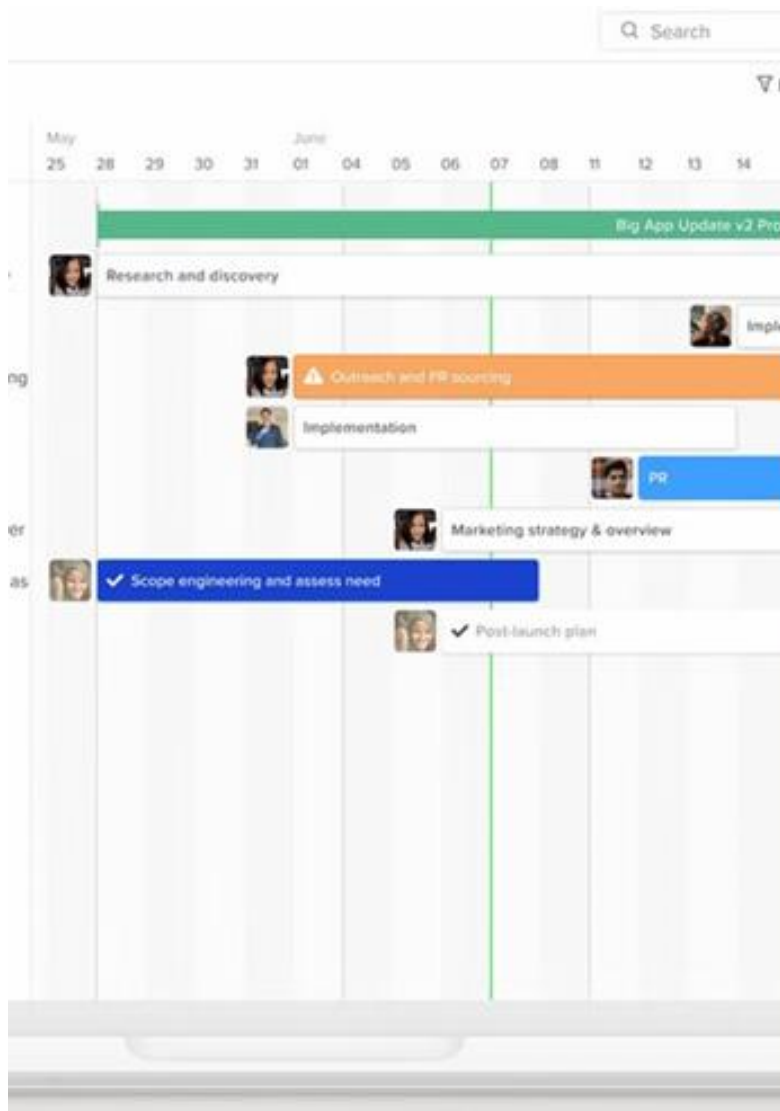 Search
May
June
25 28 29 30 31 01 04 05 06 07 08 11 12 13 14
Big App Update v2 Pro
Research and discovery
Imple
ng
Outreach and PR sourcing
Implementation
PR
er
Marketing strategy & overview
as
Scope engineering and assess need
Post-launch plan